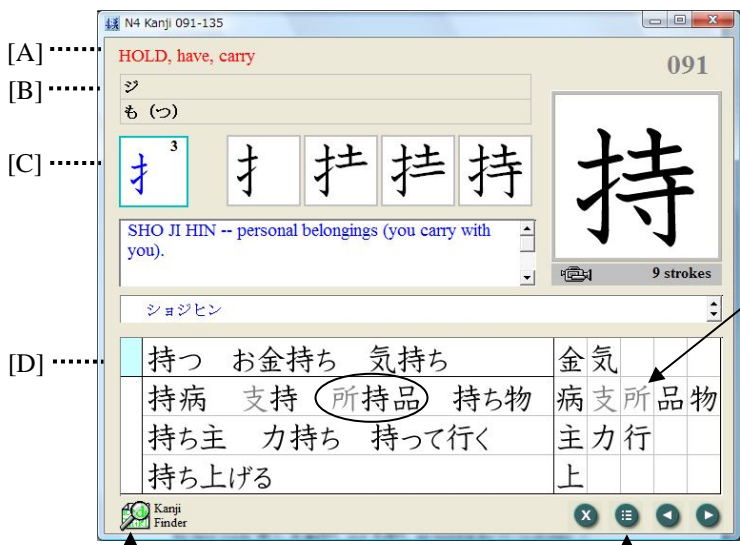 N4 Kanji 091-135
[A]
HOLD, have, carry
091
[B]
ジ
も (つ)
[C]
扌 3
扌
持
持
SHO JI HIN -- personal belongings (you carry with
you).
9 strokes
ショジヒン
[D]
持つ お金持ち 気持ち 金気
持病 支持 所持品 持ち物 病支所品物
持ち主 力持ち 持って行く 主力行
持ち上げる 上
Kanji
Finder
X